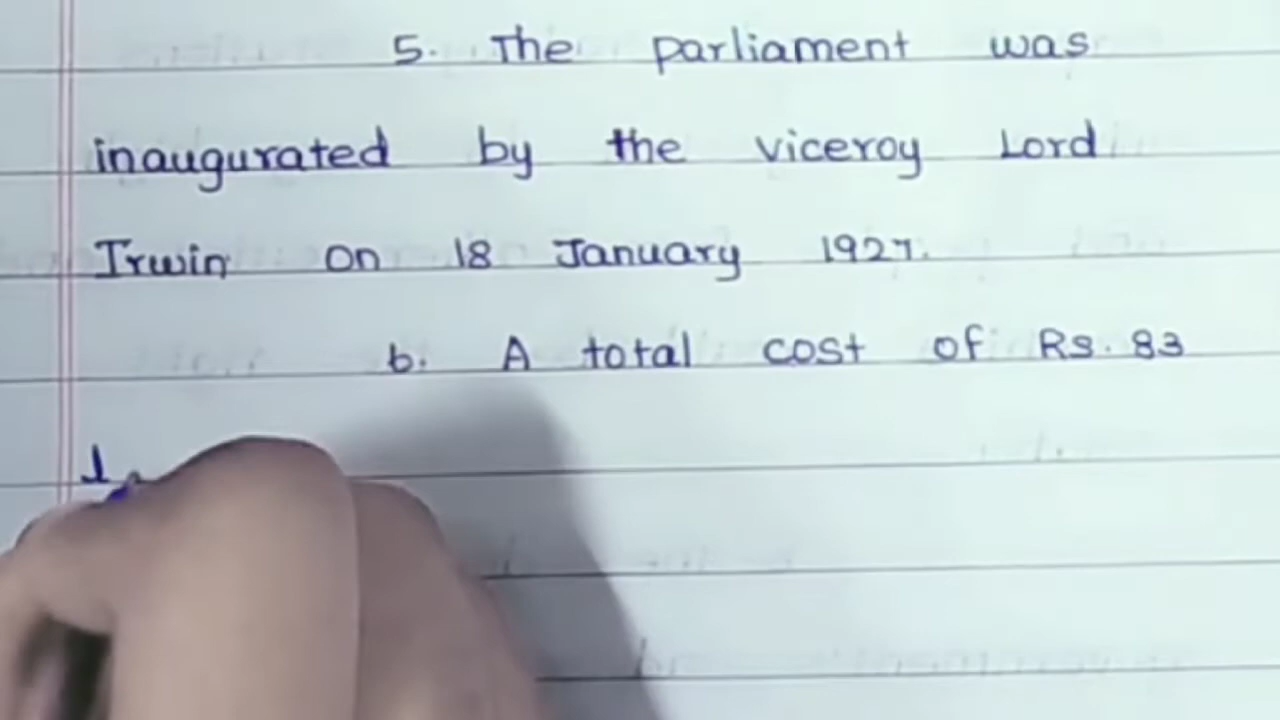 5. The parliament was
inaugurated by the viceroy Lord
Irwin on 18 January 1927.
6. A total cost of Rs. 83